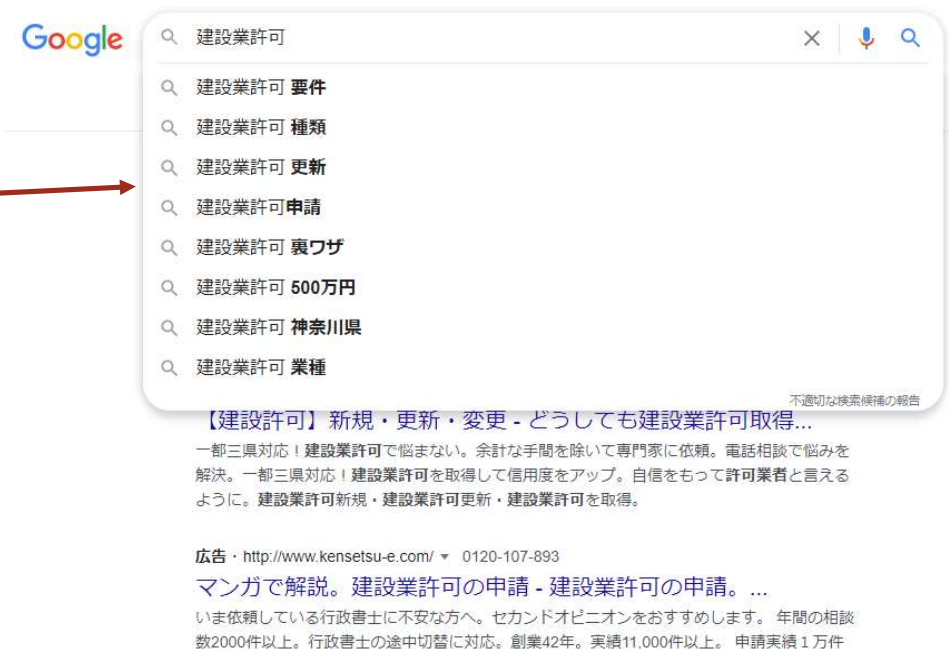 Google
建設業許可
建設業許可 要件
建設業許可 種類
建設業許可 更新
建設業許可申請
建設業許可 裏ワザ
建設業許可 500万円
建設業許可 神奈川県
建設業許可 業種
不適切な検索候補の報告
【建設許可】新規・更新・変更 - どうしても建設業許可取得...
一都三県対応！建設業許可で悩まない。余計な手間を除いて専門家に依頼。電話相談で悩みを
解決。一都三県対応！建設業許可を取得して信用度をアップ。自信をもって許可業者と言える
ように。建設業許可新規・建設業許可更新・建設業許可を取得。
広告・http://www.kensetsu-e.com/ ▾ 0120-107-893
マンガで解説。建設業許可の申請 - 建設業許可の申請。...
いま依頼している行政書士に不安な方へ。セカンドオピニオンをおすすめします。 年間の相談
数2000件以上。行政書士の途中切替に対応。創業42年。実績11,000件以上。 申請実績１万件